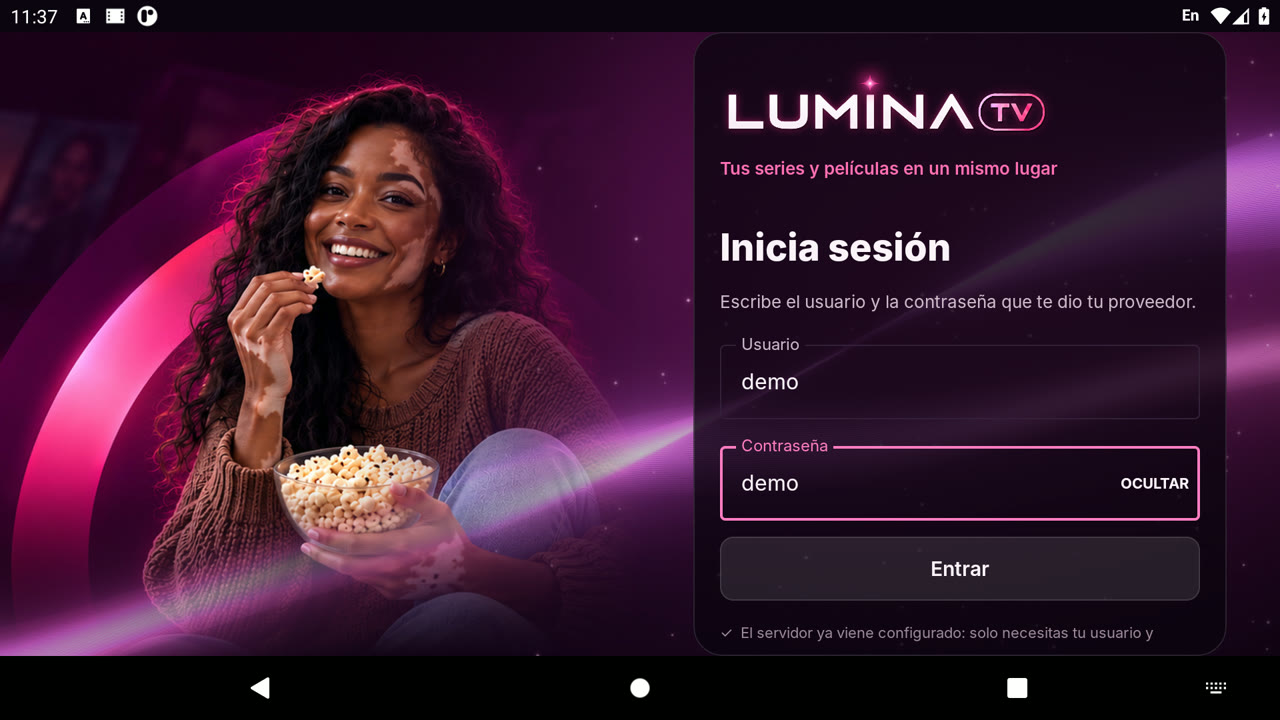 11:37
En
LUMINA TV
Tus series y películas en un mismo lugar
Inicia sesión
Escribe el usuario y la contraseña que te dio tu proveedor.
Usuario
demo
Contraseña
demo
OCULTAR
Entrar
✓ El servidor ya viene configurado: solo necesitas tu usuario y